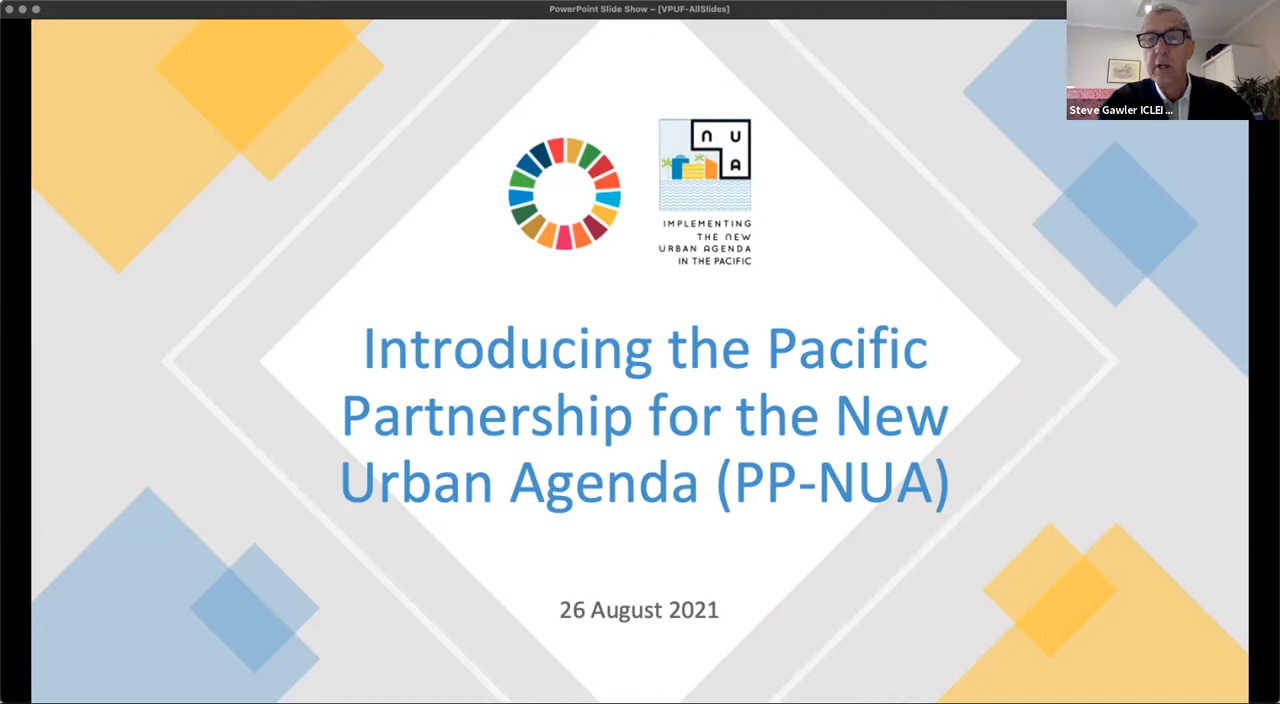 PowerPoint Slide Show – [VPUF-AllSlides]
Steve Gawler ICLEI ...
NU
A
IMPLEMENTING
THE NEW
URBAN AGENDA
IN THE PACIFIC
Introducing the Pacific
Partnership for the New
Urban Agenda (PP-NUA)
26 August 2021